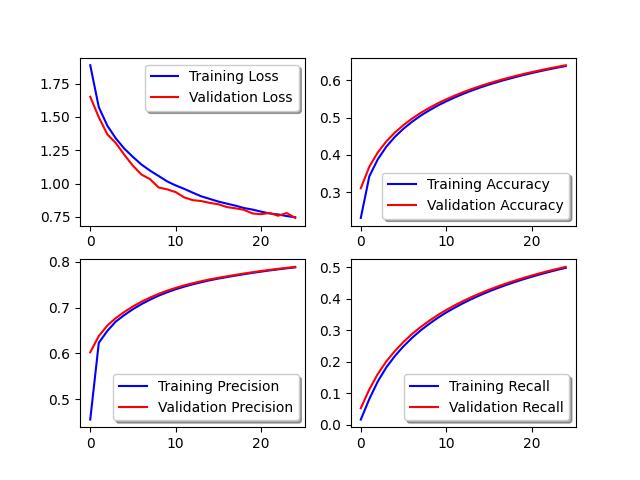 1.75
1.50
1.25
1.00
0.75
0 10 20
Training Loss
Validation Loss
0.6
0.5
0.4
0.3
0 10 20
Training Accuracy
Validation Accuracy
0.8
0.7
0.6
0.5
0 10 20
Training Precision
Validation Precision
0.5
0.4
0.3
0.2
0.1
0.0
0 10 20
Training Recall
Validation Recall